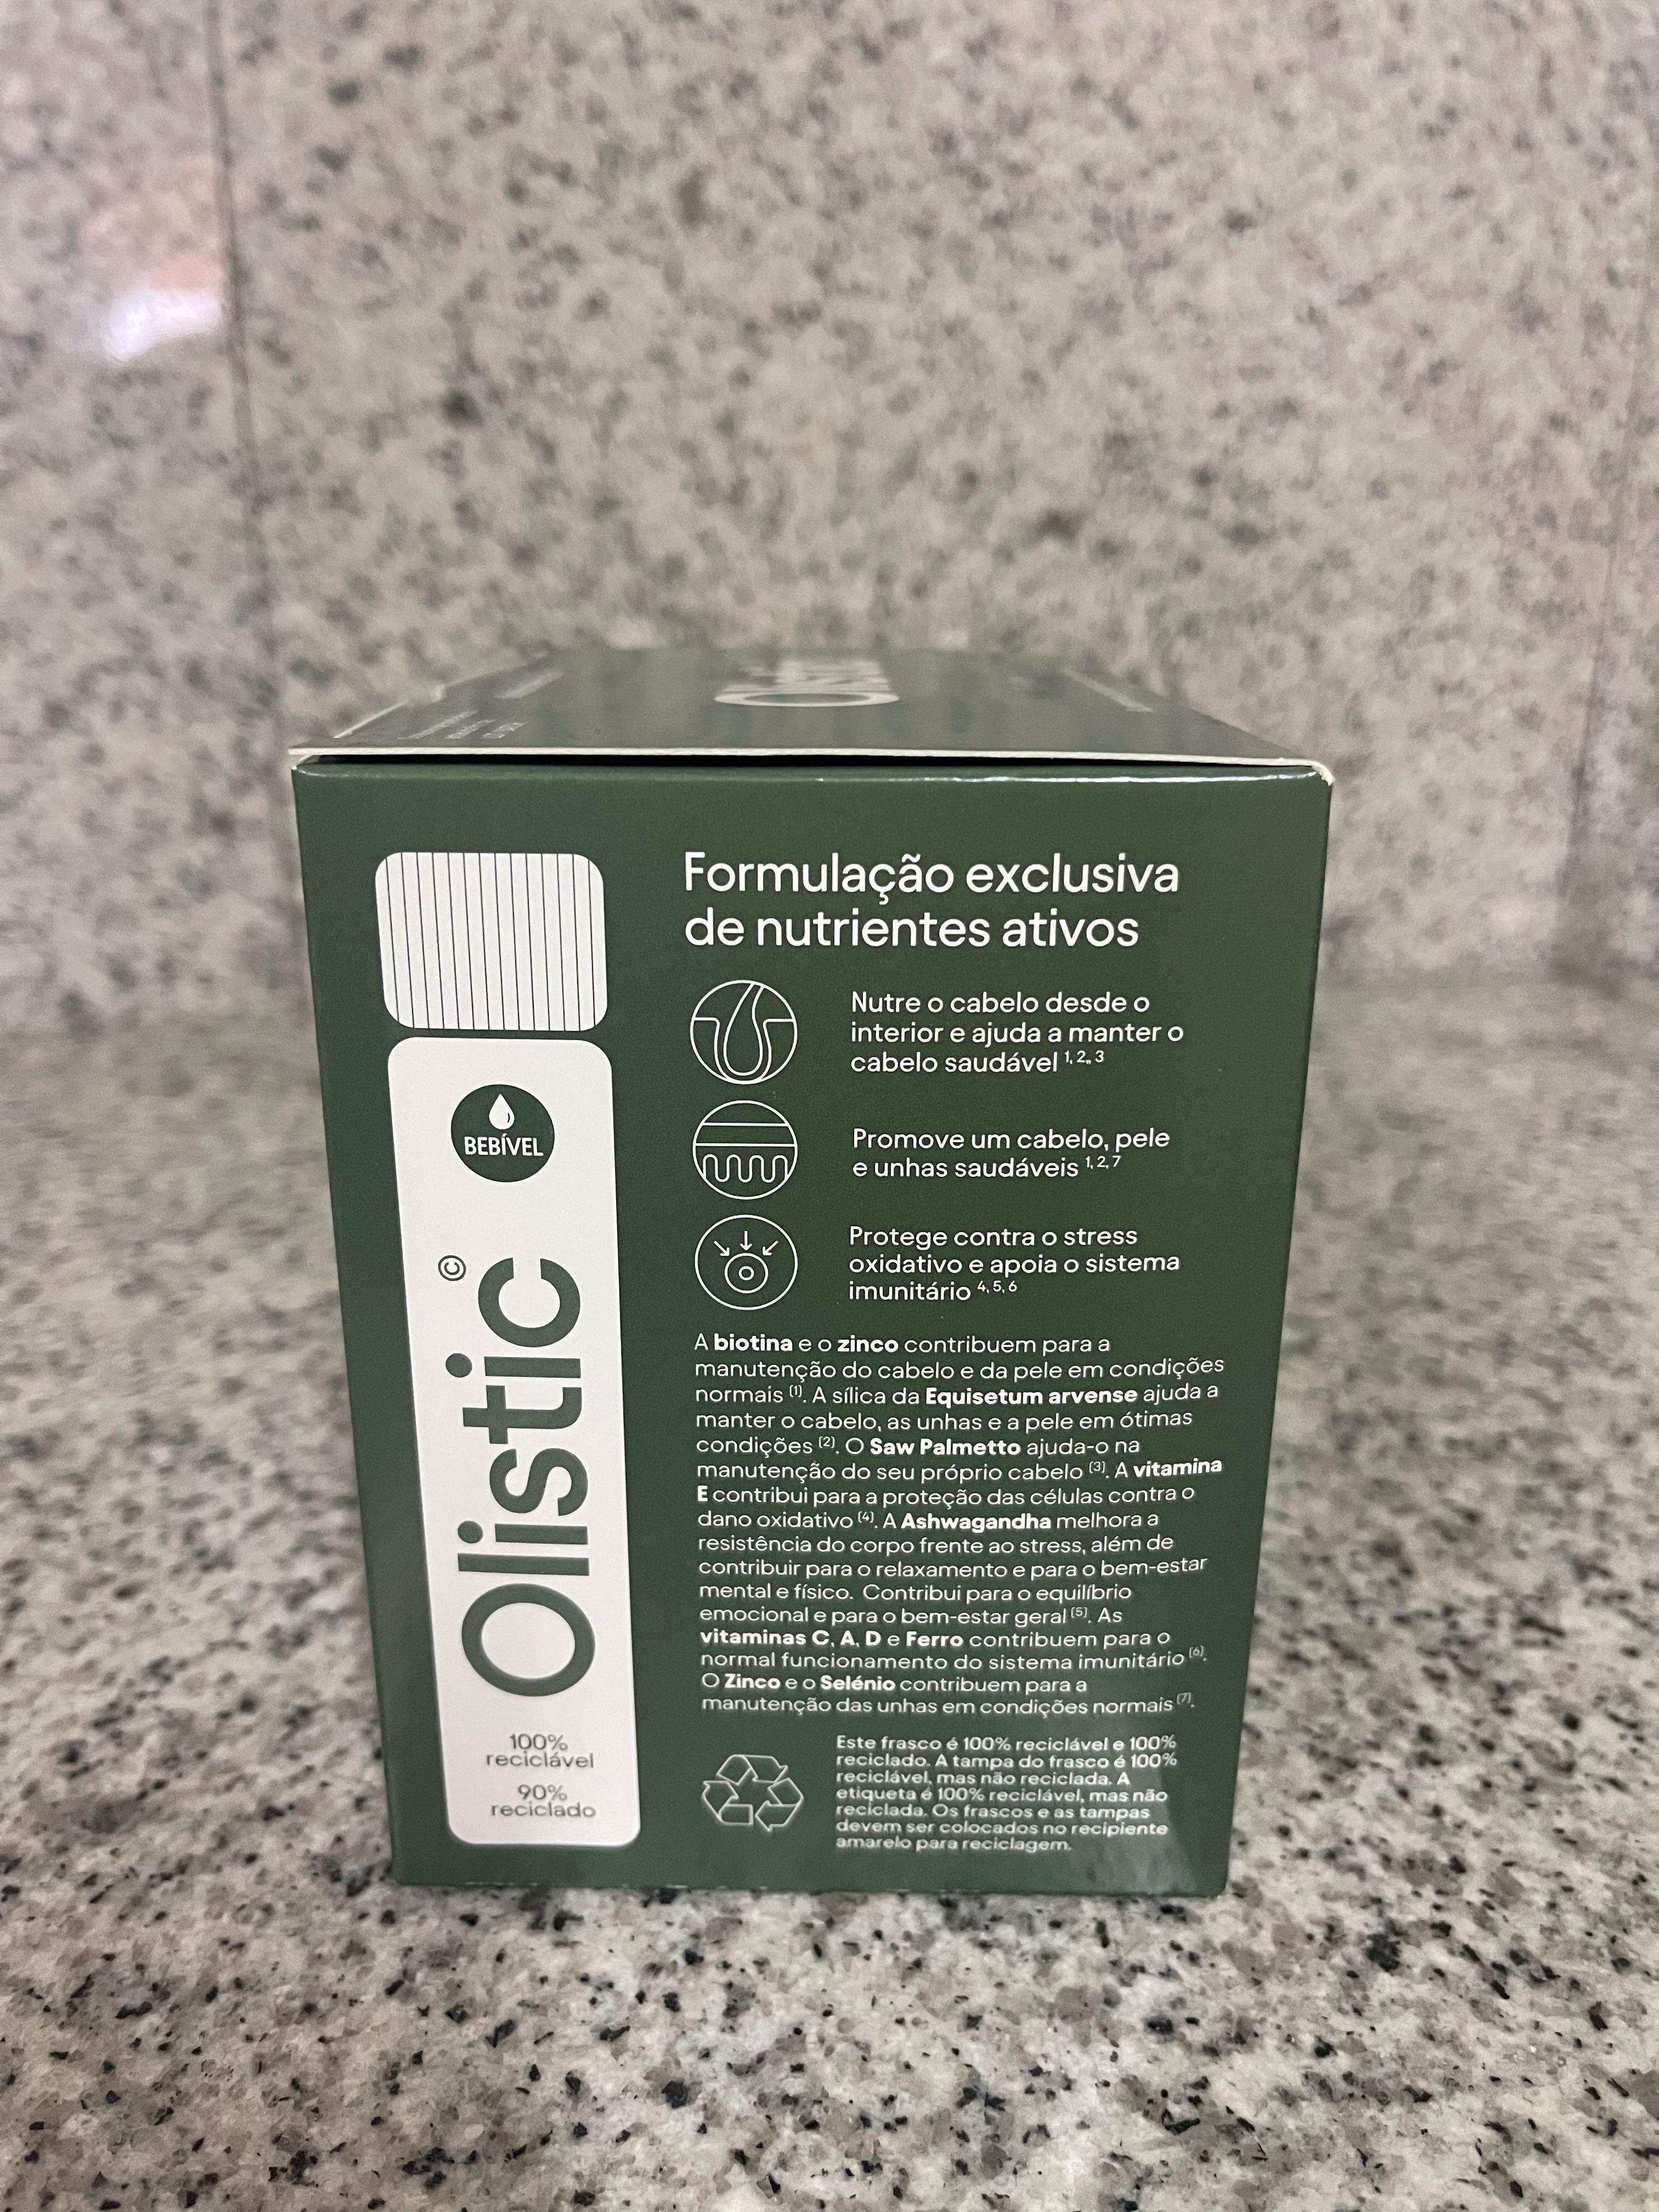 Formulação exclusiva
de nutrientes ativos
Nutre o cabelo desde o
interior e ajuda a manter o
cabelo saudável 1, 2,, 3
Promove um cabelo, pele
e unhas saudáveis 1, 2, 7
Protege contra o stress
oxidativo e apoia o sistema
imunitário 4, 5, 6
A biotina e o zinco contribuem para a
manutenção do cabelo e da pele em condições
normais (1). A sílica da Equisetum arvense ajuda a
manter o cabelo, as unhas e a pele em ótimas
condições (2). O Saw Palmetto ajuda-o na
manutenção do seu próprio cabelo (3). A vitamina
E contribui para a proteção das células contra o
dano oxidativo (4). A Ashwagandha melhora a
resistência do corpo frente ao stress, além de
contribuir para o relaxamento e para o bem-estar
mental e físico. Contribui para o equilíbrio
emocional e para o bem-estar geral (5). As
vitaminas C, A, D e Ferro contribuem para o
normal funcionamento do sistema imunitário (6).
O Zinco e o Selénio contribuem para a
manutenção das unhas em condições normais (7).
Este frasco é 100% reciclável e 100%
reciclado. A tampa do frasco é 100%
reciclável, mas não reciclada. A
etiqueta é 100% reciclável, mas não
reciclada. Os frascos e as tampas
devem ser colocados no recipiente
amarelo para reciclagem.
BEBÍVEL
Olistic©
100%
reciclável
90%
reciclado